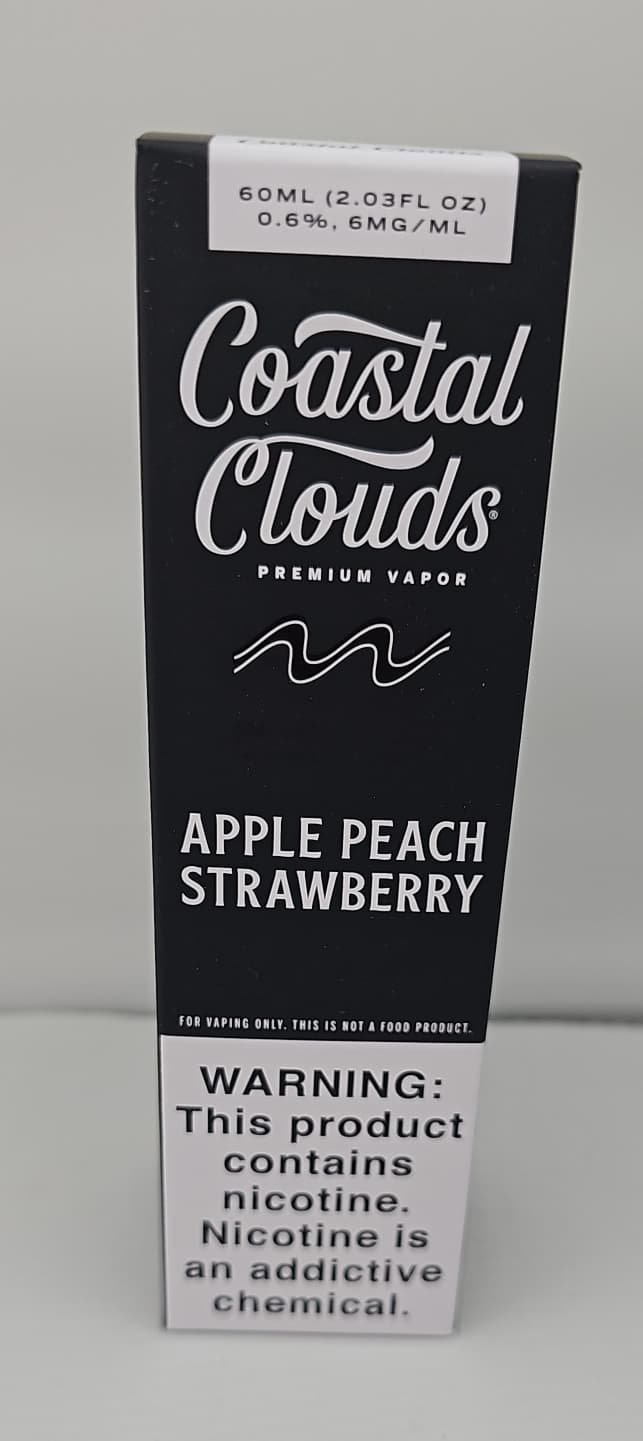 60ML (2.03FL OZ)
0.6%, 6MG/ML
Coastal
Clouds®
PREMIUM VAPOR
APPLE PEACH
STRAWBERRY
FOR VAPING ONLY. THIS IS NOT A FOOD PRODUCT.
WARNING:
This product
contains
nicotine.
Nicotine is
an addictive
chemical.